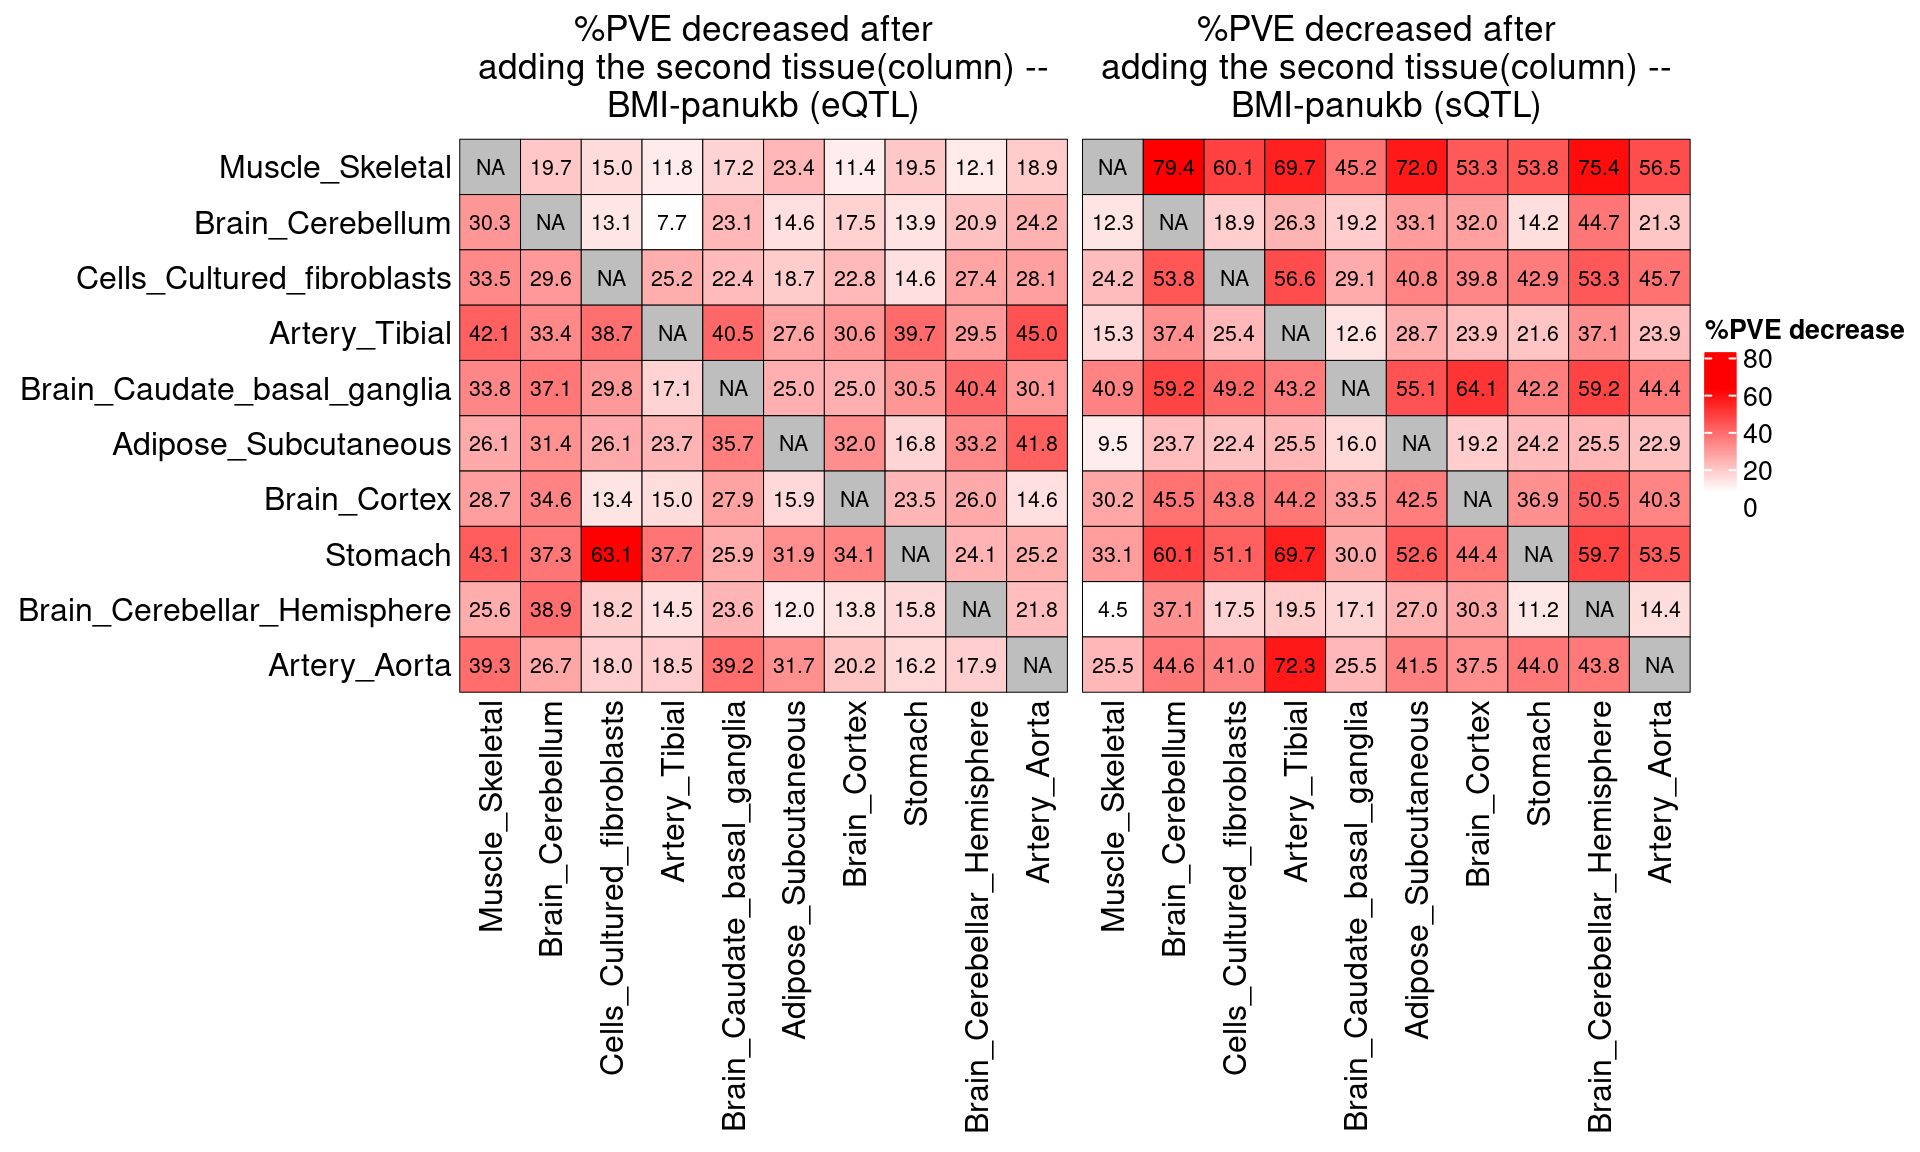 %PVE decreased after
adding the second tissue(column) --
BMI-panukb (eQTL)
%PVE decreased after
adding the second tissue(column) --
BMI-panukb (sQTL)
Muscle_Skeletal NA 19.7 15.0 11.8 17.2 23.4 11.4 19.5 12.1 18.9 NA 79.4 60.1 69.7 45.2 72.0 53.3 53.8 75.4 56.5
Brain_Cerebellum 30.3 NA 13.1 7.7 23.1 14.6 17.5 13.9 20.9 24.2 12.3 NA 18.9 26.3 19.2 33.1 32.0 14.2 44.7 21.3
Cells_Cultured_fibroblasts 33.5 29.6 NA 25.2 22.4 18.7 22.8 14.6 27.4 28.1 24.2 53.8 NA 56.6 29.1 40.8 39.8 42.9 53.3 45.7
Artery_Tibial 42.1 33.4 38.7 NA 40.5 27.6 30.6 39.7 29.5 45.0 15.3 37.4 25.4 NA 12.6 28.7 23.9 21.6 37.1 23.9
Brain_Caudate_basal_ganglia 33.8 37.1 29.8 17.1 NA 25.0 25.0 30.5 40.4 30.1 40.9 59.2 49.2 43.2 NA 55.1 64.1 42.2 59.2 44.4
Adipose_Subcutaneous 26.1 31.4 26.1 23.7 35.7 NA 32.0 16.8 33.2 41.8 9.5 23.7 22.4 25.5 16.0 NA 19.2 24.2 25.5 22.9
Brain_Cortex 28.7 34.6 13.4 15.0 27.9 15.9 NA 23.5 26.0 14.6 30.2 45.5 43.8 44.2 33.5 42.5 NA 36.9 50.5 40.3
Stomach 43.1 37.3 63.1 37.7 25.9 31.9 34.1 NA 24.1 25.2 33.1 60.1 51.1 69.7 30.0 52.6 44.4 NA 59.7 53.5
Brain_Cerebellar_Hemisphere 25.6 38.9 18.2 14.5 23.6 12.0 13.8 15.8 NA 21.8 4.5 37.1 17.5 19.5 17.1 27.0 30.3 11.2 NA 14.4
Artery_Aorta 39.3 26.7 18.0 18.5 39.2 31.7 20.2 16.2 17.9 NA 25.5 44.6 41.0 72.3 25.5 41.5 37.5 44.0 43.8 NA
Muscle_Skeletal
Brain_Cerebellum
Cells_Cultured_fibroblasts
Artery_Tibial
Brain_Caudate_basal_ganglia
Adipose_Subcutaneous
Brain_Cortex
Stomach
Brain_Cerebellar_Hemisphere
Artery_Aorta
Muscle_Skeletal
Brain_Cerebellum
Cells_Cultured_fibroblasts
Artery_Tibial
Brain_Caudate_basal_ganglia
Adipose_Subcutaneous
Brain_Cortex
Stomach
Brain_Cerebellar_Hemisphere
Artery_Aorta
%PVE decrease
80
60
40
20
0